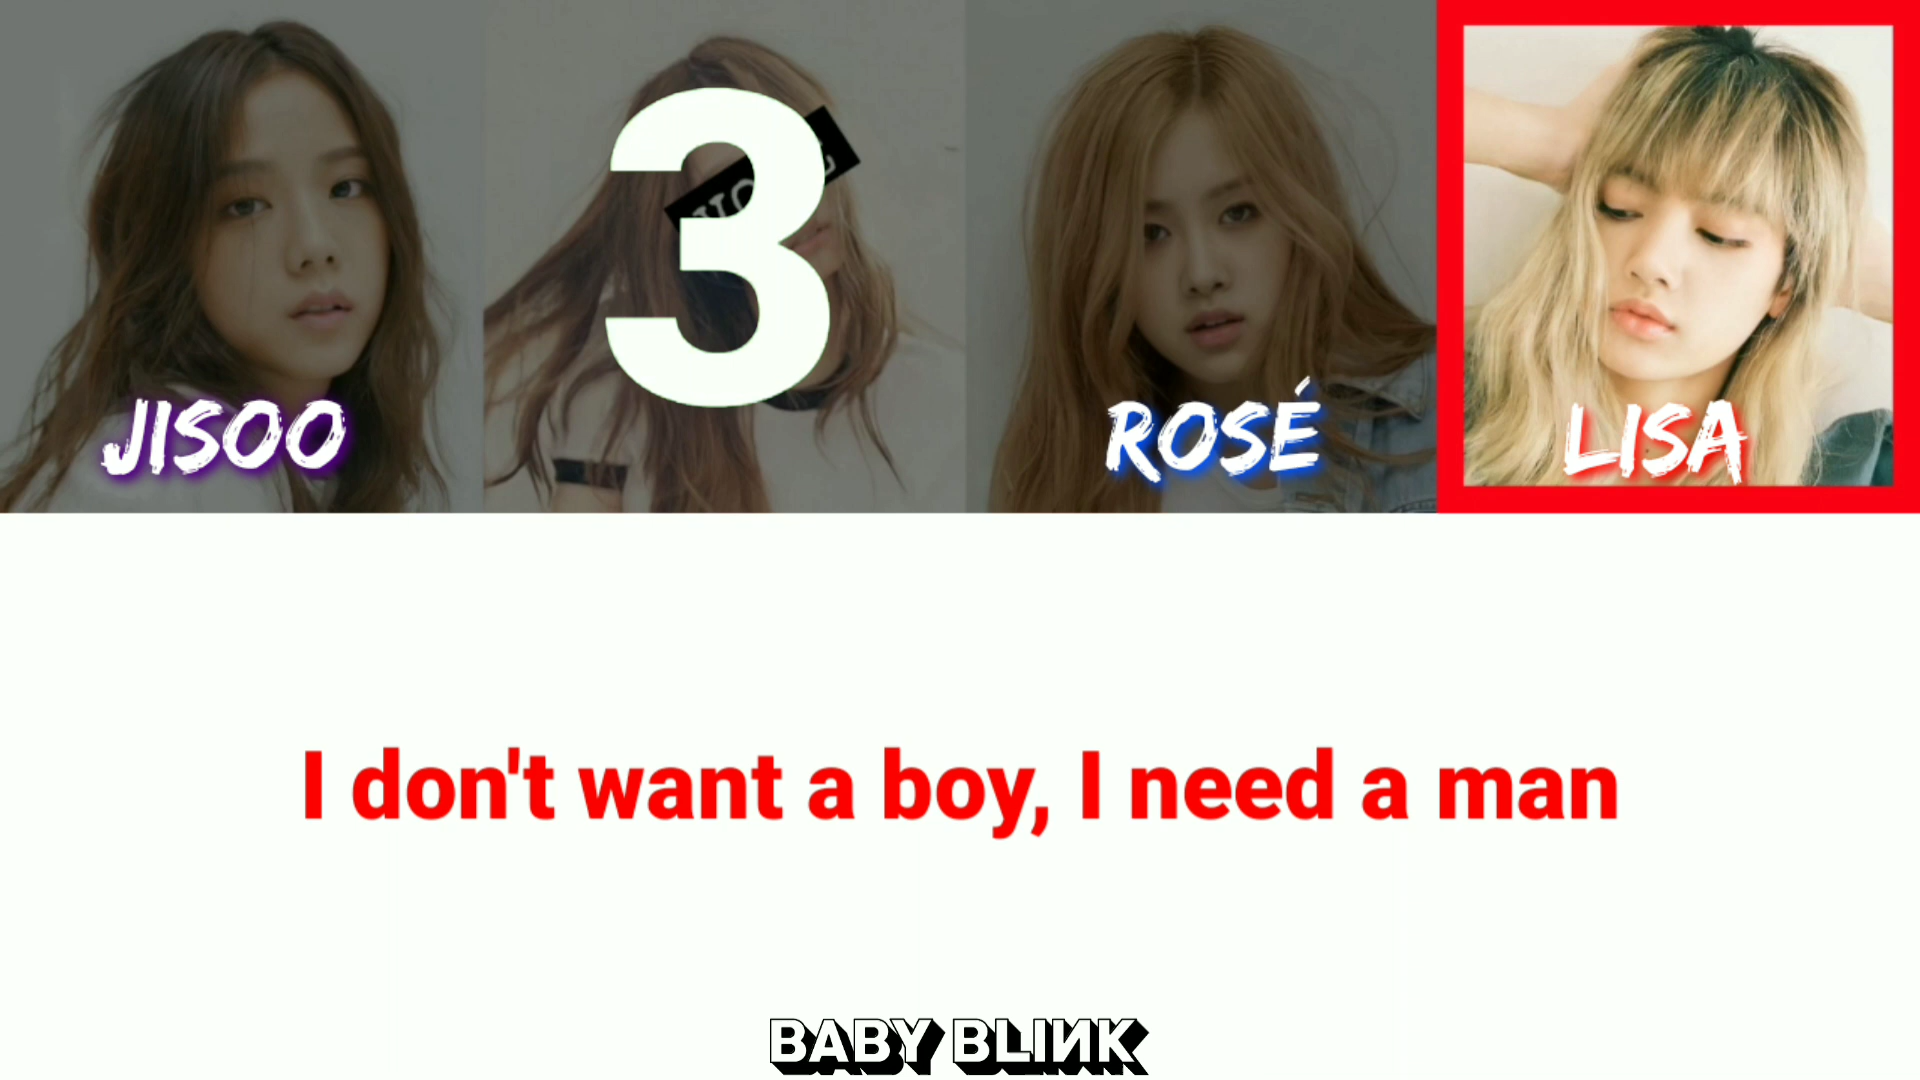 3
JISOO
ROSÉ
LISA
I don't want a boy, I need a man
BABY BLINK